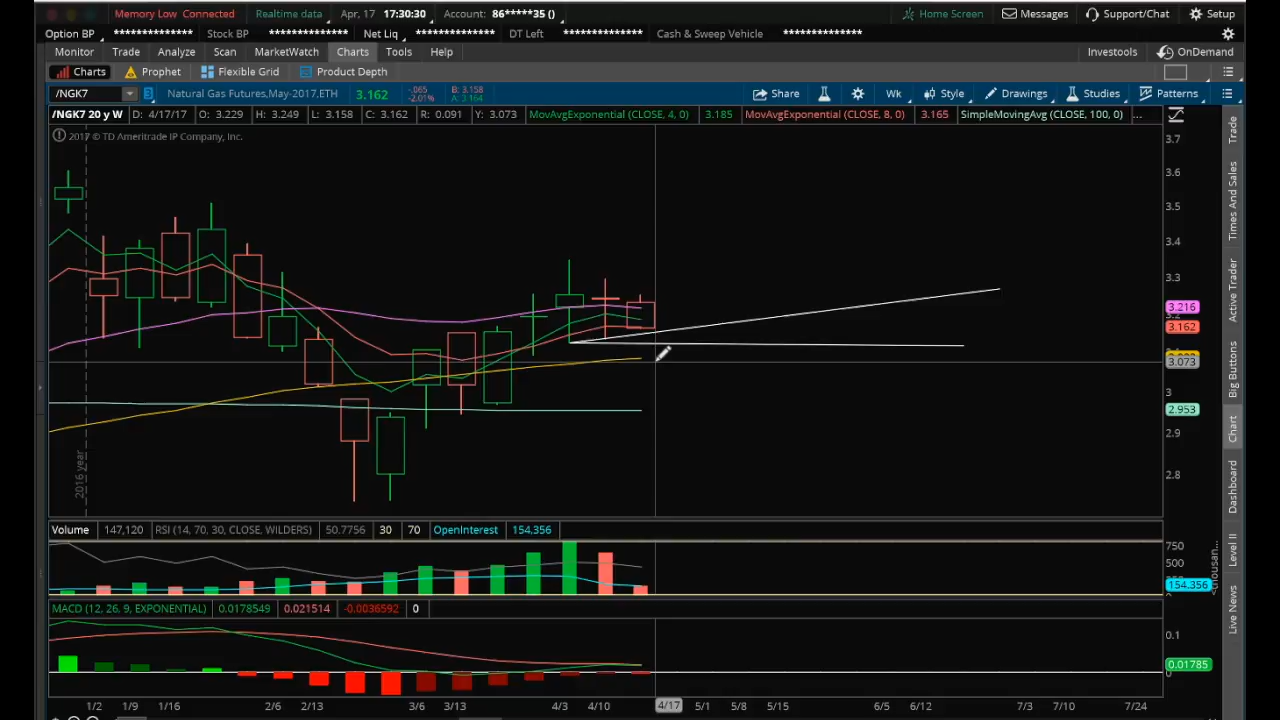 Memory Low Connected Realtime data Apr, 17 17:30:30 Account: 86*****35 () Home Screen Messages Support/Chat Setup
Option BP ************** Stock BP ************** Net Liq ************** DT Left ************** Cash & Sweep Vehicle **************
Monitor Trade Analyze Scan MarketWatch Charts Tools Help Investools OnDemand
Charts Prophet Flexible Grid Product Depth
/NGK7 3 Natural Gas Futures,May-2017,ETH 3.162 -.065 -2.01% B: 3.158 A: 3.164 Share Wk Style Drawings Studies Patterns
/NGK7 20 y W D: 4/17/17 O: 3.229 H: 3.249 L: 3.158 C: 3.162 R: 0.091 Y: 3.073 MovAvgExponential (CLOSE, 4, 0) 3.185 MovAvgExponential (CLOSE, 8, 0) 3.165 SimpleMovingAvg (CLOSE, 100, 0) ...
2017 © TD Ameritrade IP Company, Inc.
3.7
3.6
3.5
3.4
3.3
3.216
3.162
3.073
3
2.953
2.9
2.8
2016 year
Trade
Times And Sales
Active Trader
Big Buttons
Chart
Dashboard
Level II
Live News
Volume 147,120 RSI (14, 70, 30, CLOSE, WILDERS) 50.7756 30 70 OpenInterest 154,356
750
500
154,356
MACD (12, 26, 9, EXPONENTIAL) 0.0178549 0.021514 -0.0036592 0
0.1
0.01785
0
1/2 1/9 1/16 2/6 2/13 3/6 3/13 4/3 4/10 4/17 5/1 5/8 5/15 6/5 6/12 7/3 7/10 7/24